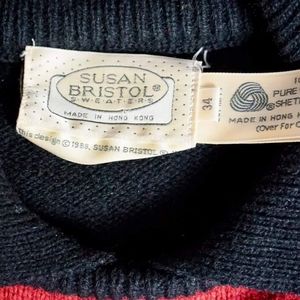 SUSAN
BRISTOL®
SWEATERS
MADE IN HONG KONG
This design ©1988, SUSAN BRISTOL
34
PURE
SHET
MADE IN HONG K
(Over For C